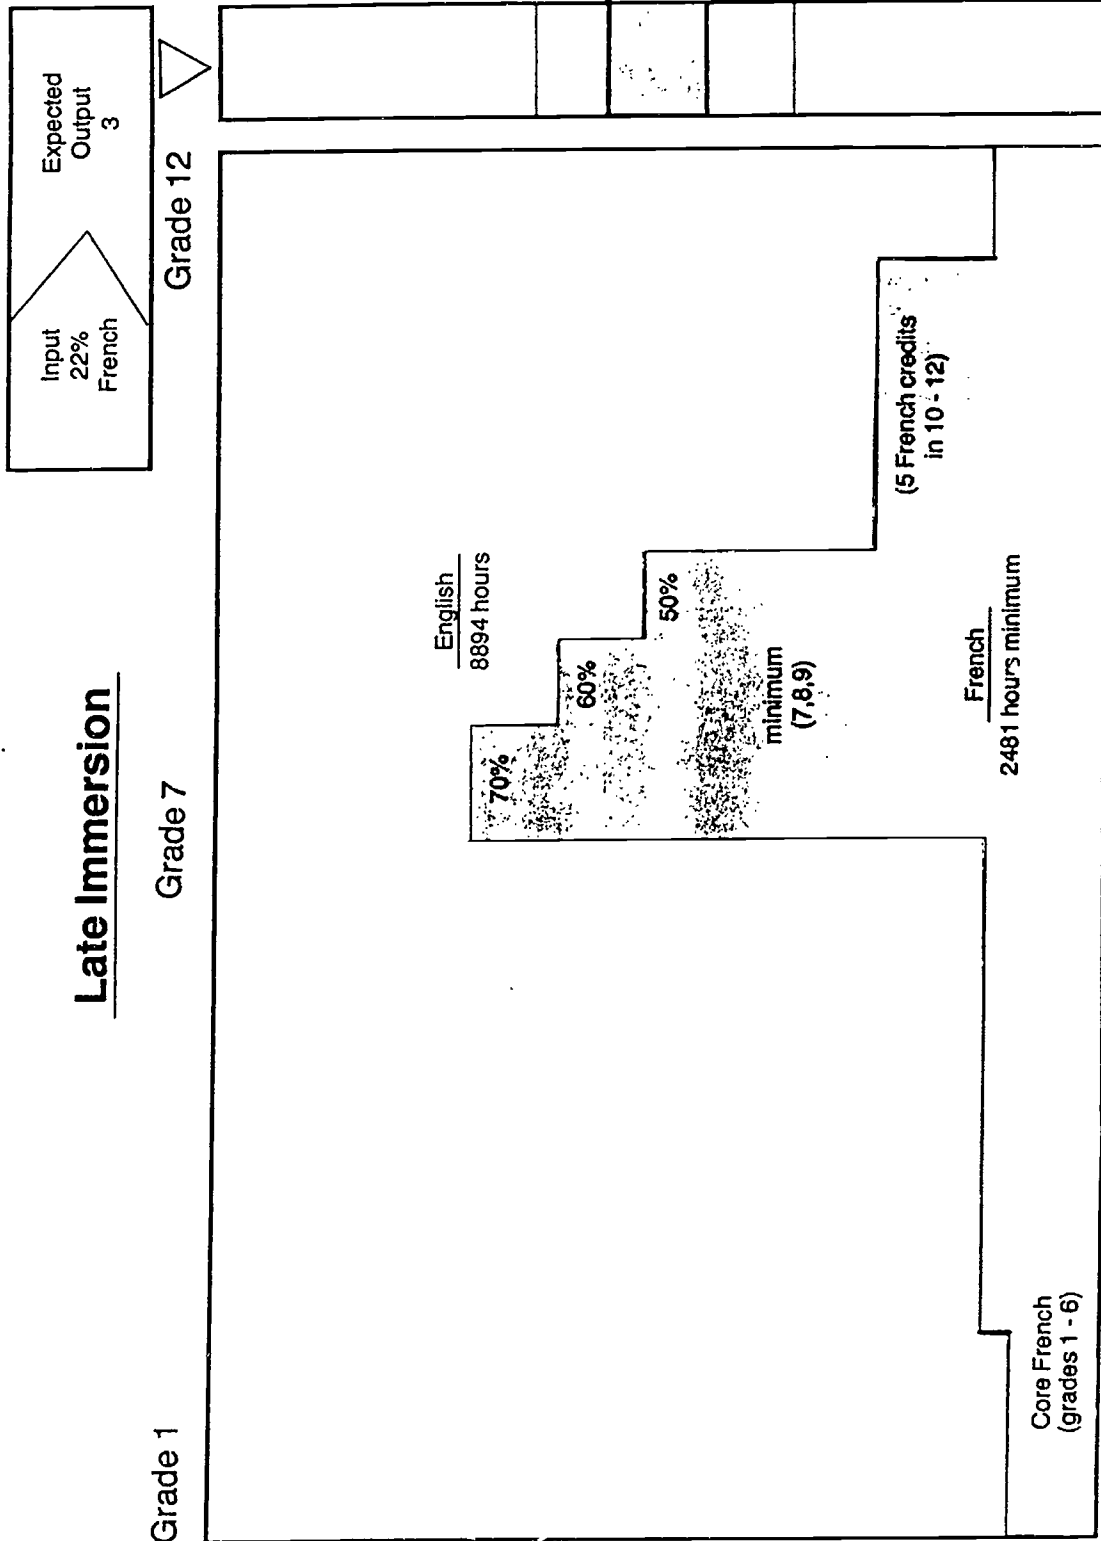 Late Immersion
Input
22%
French
Expected
Output
3
Grade 1
Grade 7
Grade 12
English
8894 hours
70%
60%
50%
minimum
(7,8,9)
(5 French credits
in 10 - 12)
French
2481 hours minimum
Core French
(grades 1 - 6)